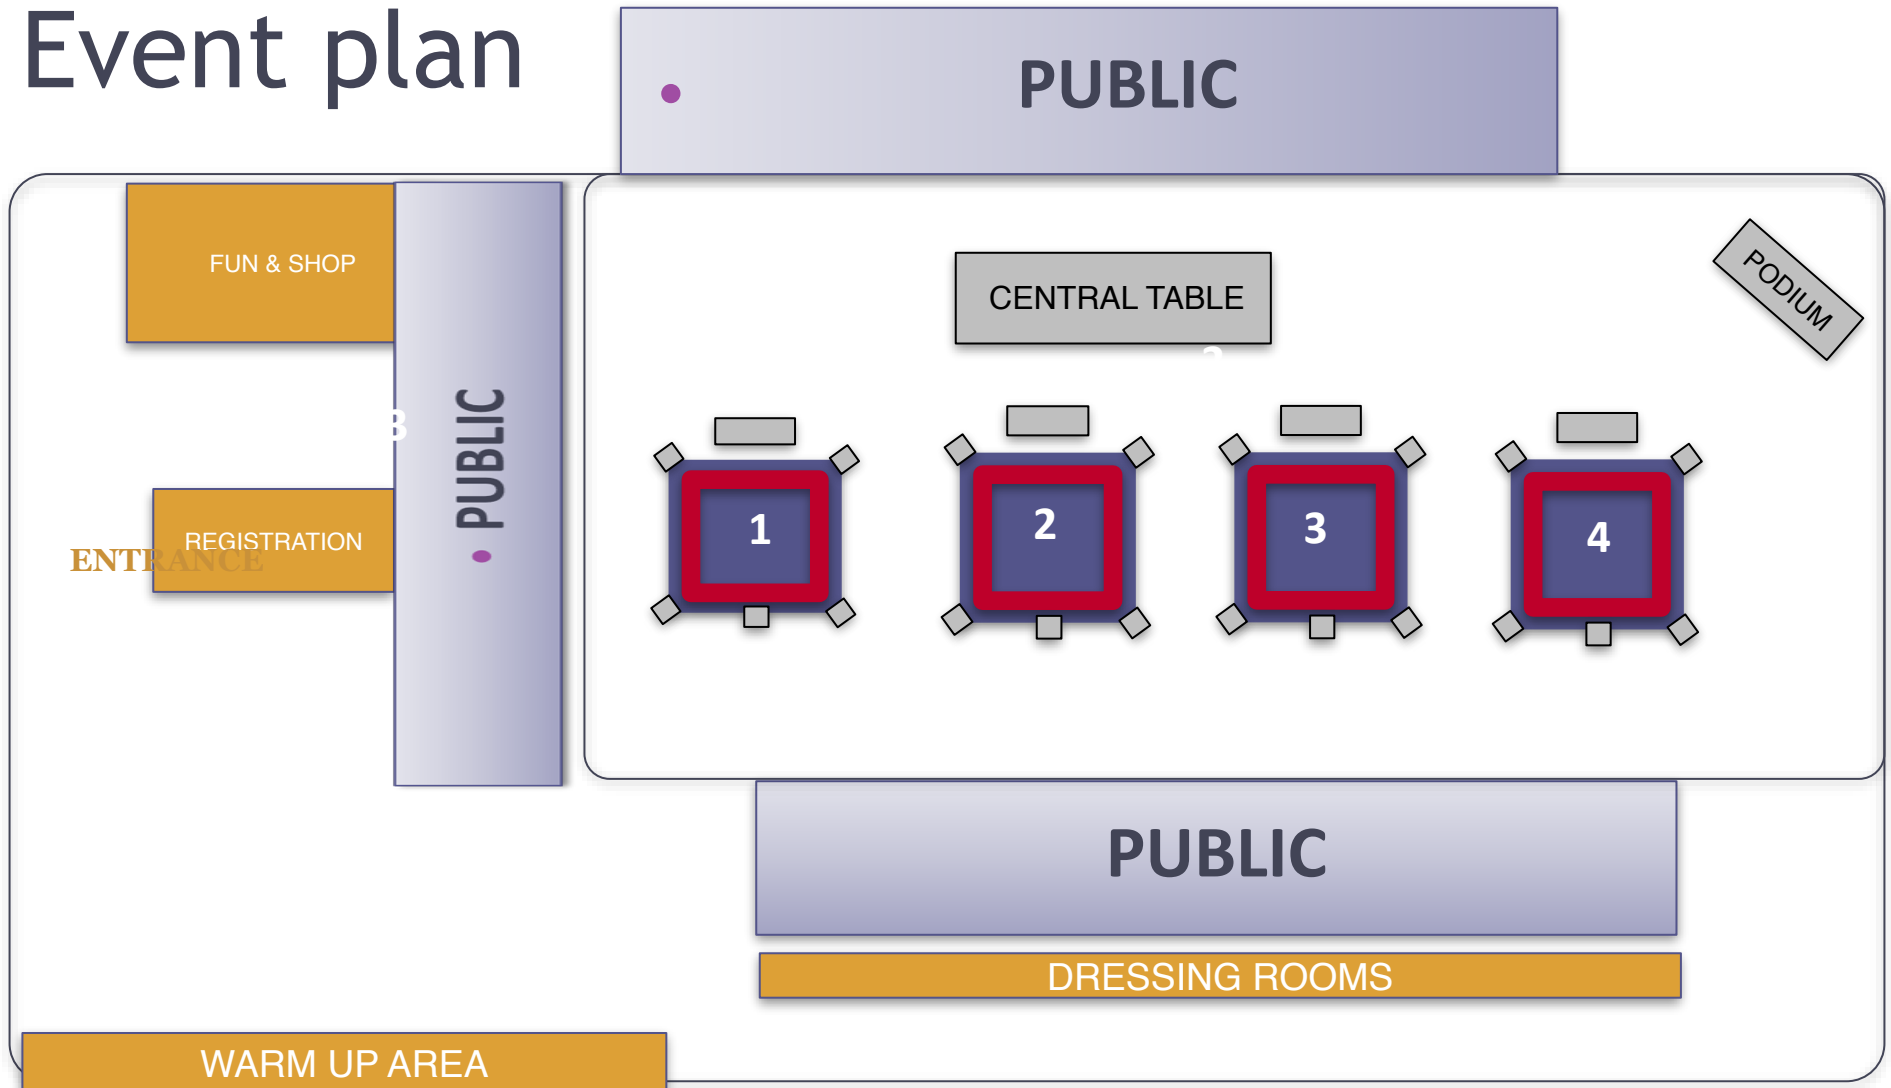 Event plan
• PUBLIC
FUN & SHOP
• PUBLIC
CENTRAL TABLE
PODIUM
3
REGISTRATION
ENTRANCE
1
2
3
4
PUBLIC
DRESSING ROOMS
WARM UP AREA